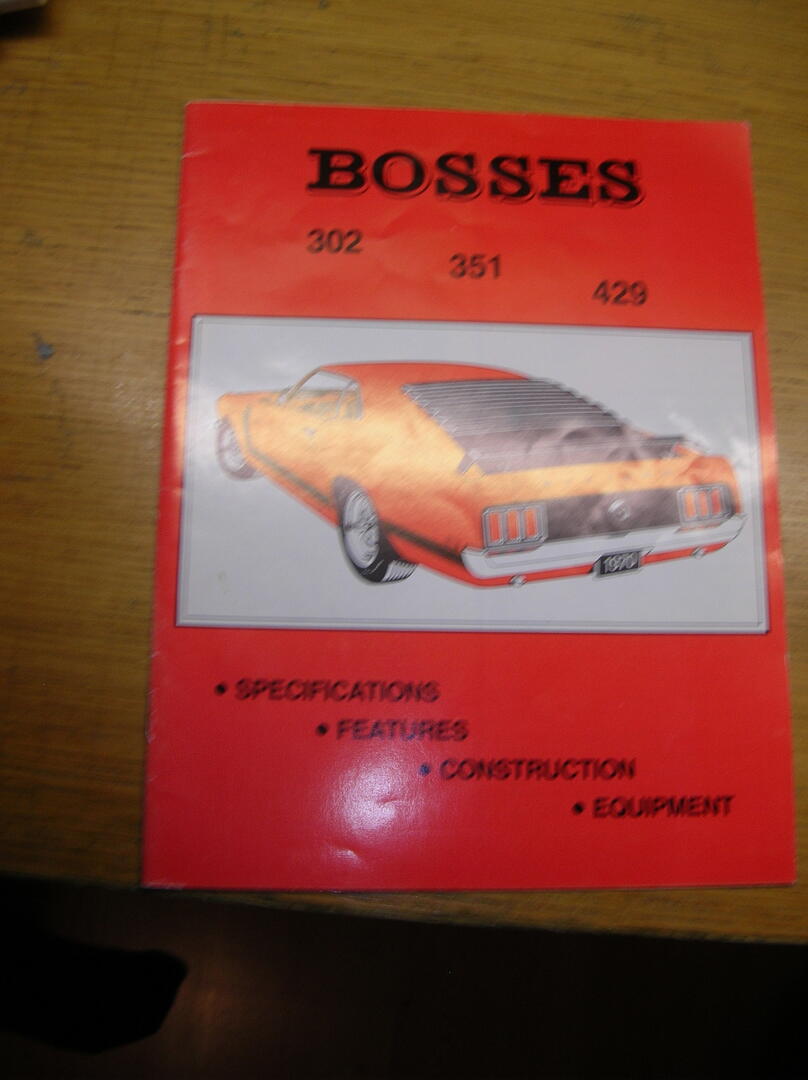 BOSSES
302
351
429
1970
• SPECIFICATIONS
• FEATURES
• CONSTRUCTION
• EQUIPMENT